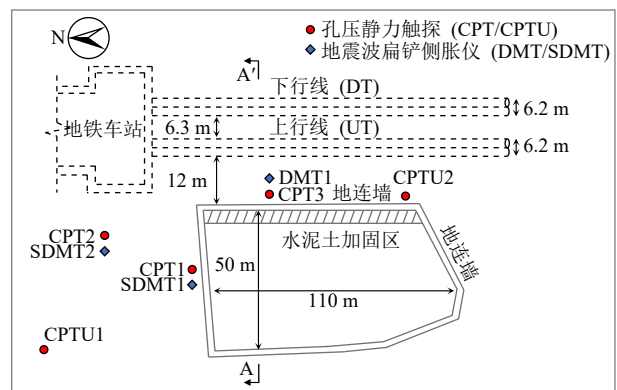 N
孔压静力触探 (CPT/CPTU)
地震波扁铲侧胀仪 (DMT/SDMT)
A′
下行线 (DT)
6.2 m
地铁车站
6.3 m
上行线 (UT)
6.2 m
12 m
DMT1
CPT3 地连墙
CPTU2
CPT2
SDMT2
水泥土加固区
地连墙
CPT1
SDMT1
50 m
110 m
CPTU1
A